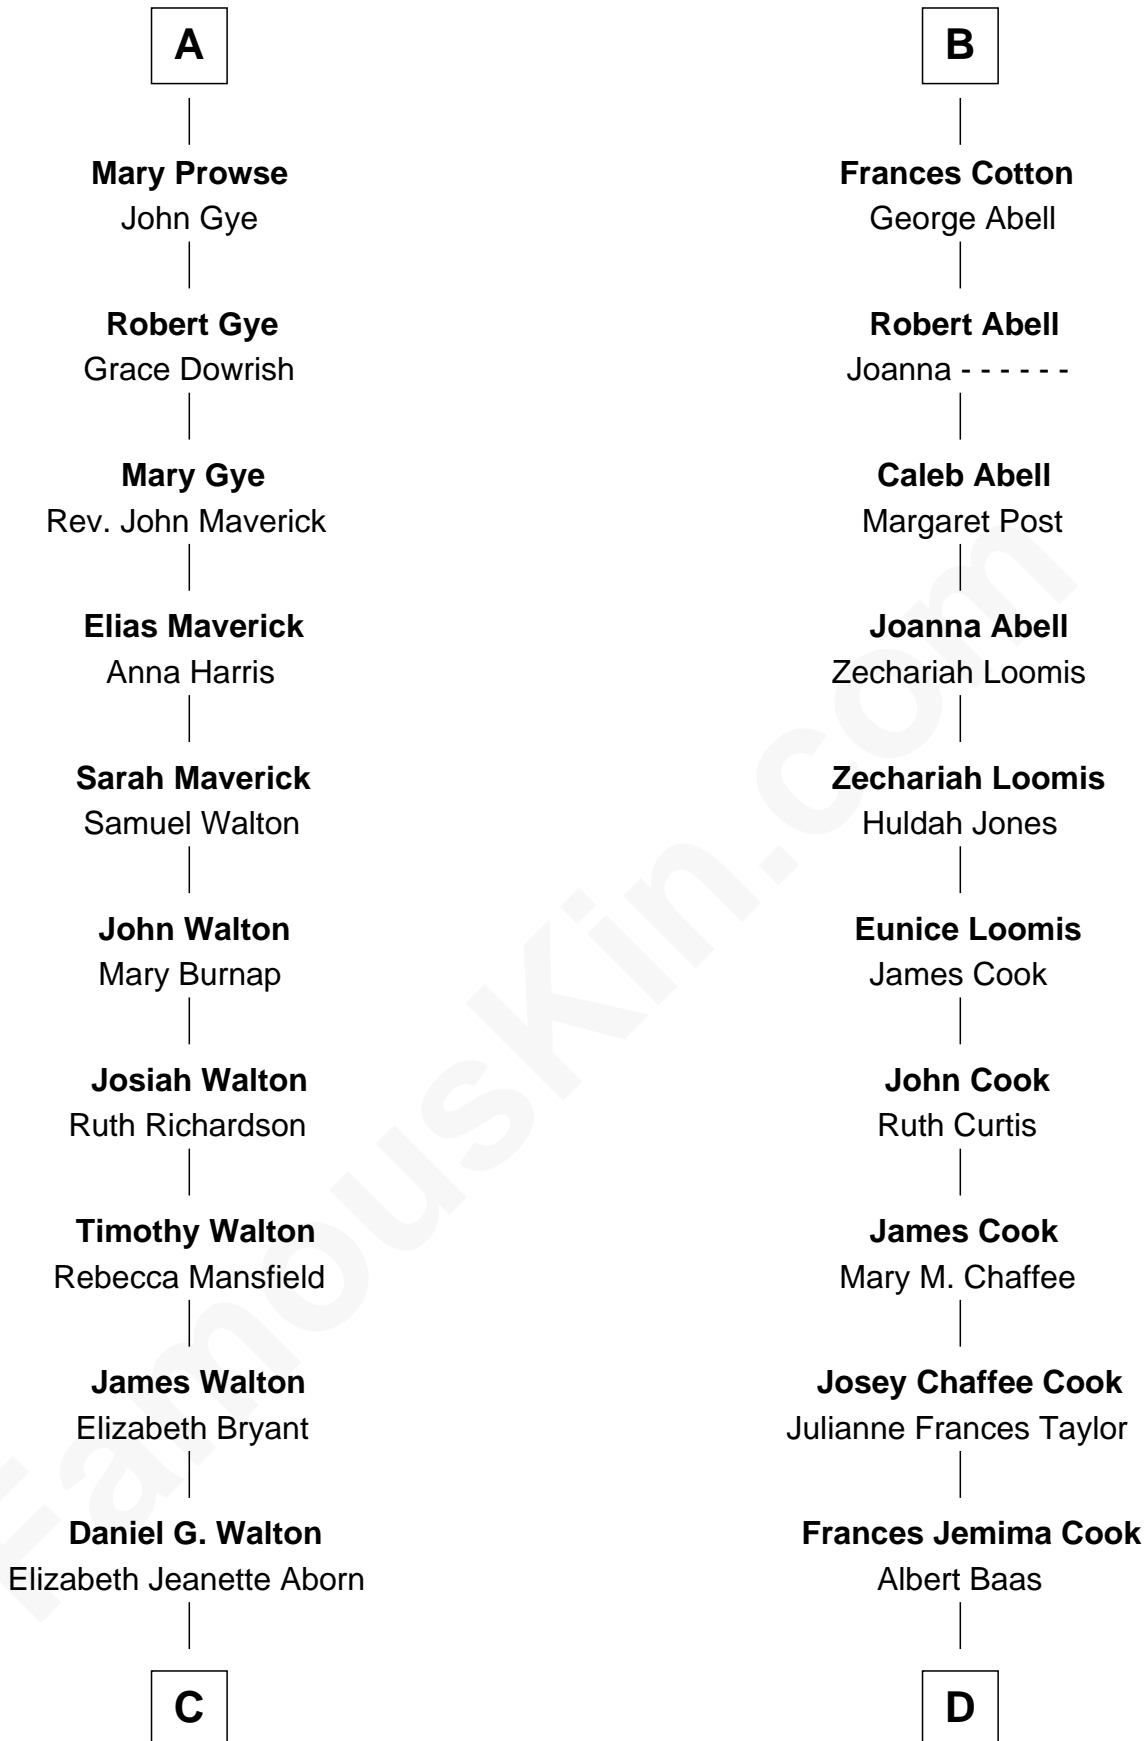 A
Mary Prowse
John Gye
Robert Gye
Grace Dowrish
Mary Gye
Rev. John Maverick
Elias Maverick
Anna Harris
Sarah Maverick
Samuel Walton
John Walton
Mary Burnap
Josiah Walton
Ruth Richardson
Timothy Walton
Rebecca Mansfield
James Walton
Elizabeth Bryant
Daniel G. Walton
Elizabeth Jeanette Aborn
C
B
Frances Cotton
George Abell
Robert Abell
Joanna - - - - - -
Caleb Abell
Margaret Post
Joanna Abell
Zechariah Loomis
Zechariah Loomis
Huldah Jones
Eunice Loomis
James Cook
John Cook
Ruth Curtis
James Cook
Mary M. Chaffee
Josey Chaffee Cook
Julianne Frances Taylor
Frances Jemima Cook
Albert Baas
D
FamousKin.com